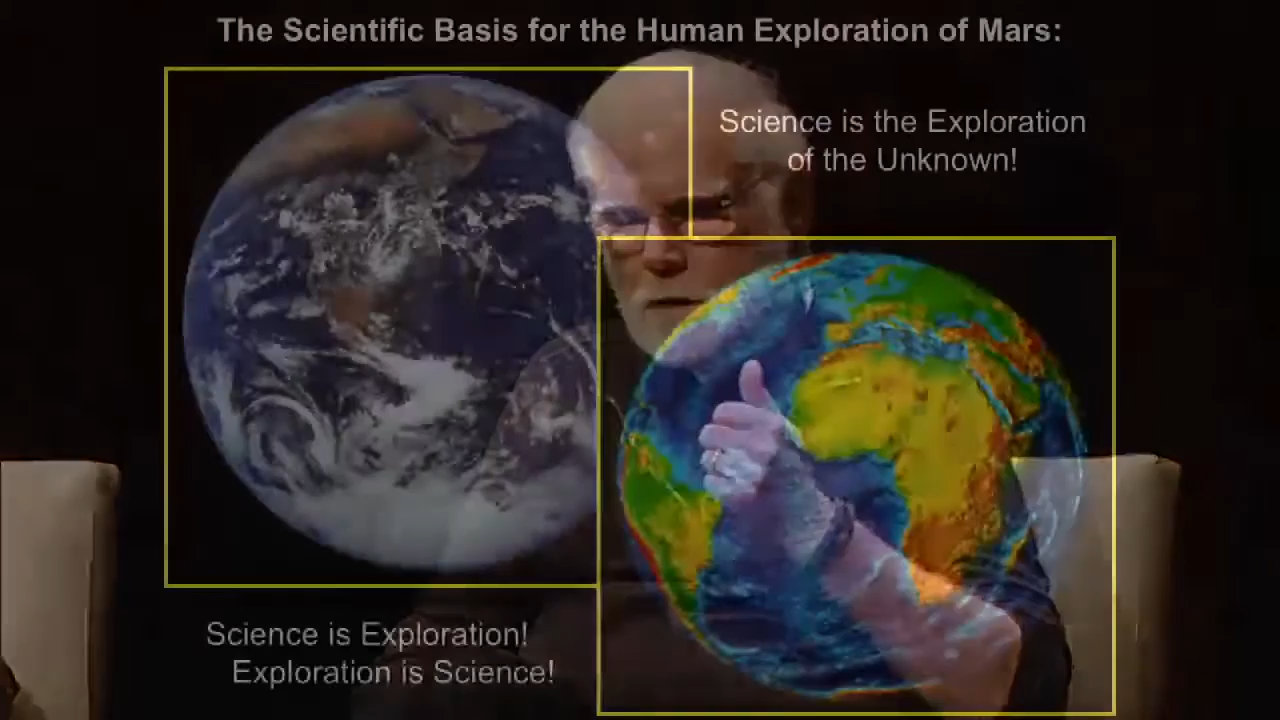 The Scientific Basis for the Human Exploration of Mars:
Science is the Exploration
of the Unknown!
Science is Exploration!
Exploration is Science!